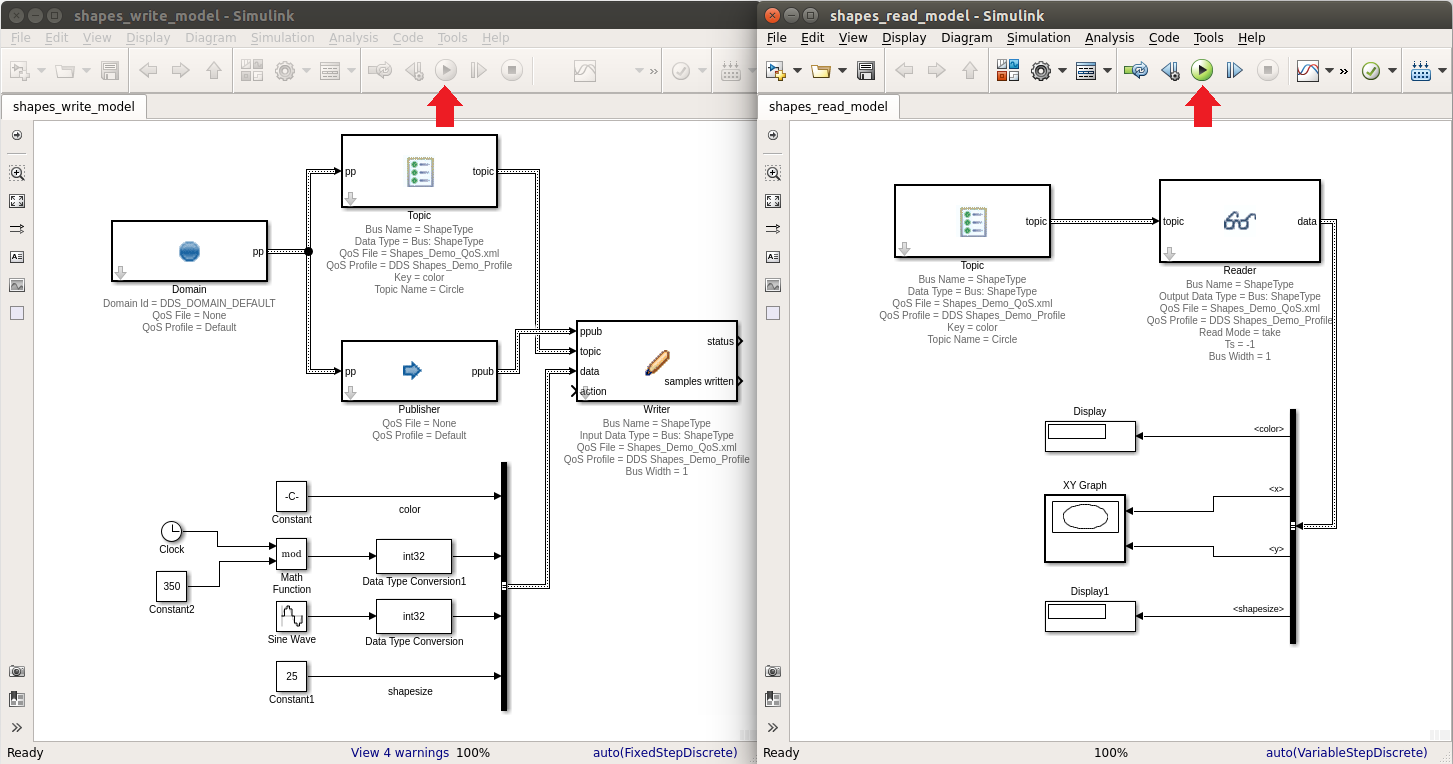 shapes_write_model - Simulink
File Edit View Display Diagram Simulation Analysis Code Tools Help
shapes_write_model
pp
topic
Topic
Bus Name = ShapeType
Data Type = Bus: ShapeType
QoS File = Shapes_Demo_QoS.xml
QoS Profile = DDS Shapes_Demo_Profile
Key = color
Topic Name = Circle
pp
Domain
Domain Id = DDS_DOMAIN_DEFAULT
QoS File = None
QoS Profile = Default
pp
ppub
Publisher
QoS File = None
QoS Profile = Default
ppub
topic
data
action
status
samples written
Writer
Bus Name = ShapeType
Input Data Type = Bus: ShapeType
QoS File = Shapes_Demo_QoS.xml
QoS Profile = DDS Shapes_Demo_Profile
Bus Width = 1
-C-
Constant
color
Clock
mod
Math
Function
int32
Data Type Conversion1
350
Constant2
Sine Wave
int32
Data Type Conversion
25
Constant1
shapesize
Ready
View 4 warnings
100%
auto(FixedStepDiscrete)
shapes_read_model - Simulink
File Edit View Display Diagram Simulation Analysis Code Tools Help
shapes_read_model
topic
Topic
Bus Name = ShapeType
Data Type = Bus: ShapeType
QoS File = Shapes_Demo_QoS.xml
QoS Profile = DDS Shapes_Demo_Profile
Key = color
Topic Name = Circle
topic
data
Reader
Bus Name = ShapeType
Output Data Type = Bus: ShapeType
QoS File = Shapes_Demo_QoS.xml
QoS Profile = DDS Shapes_Demo_Profile
Read Mode = take
Ts = -1
Bus Width = 1
Display
<color>
XY Graph
<x>
<y>
Display1
<shapesize>
Ready
100%
auto(VariableStepDiscrete)